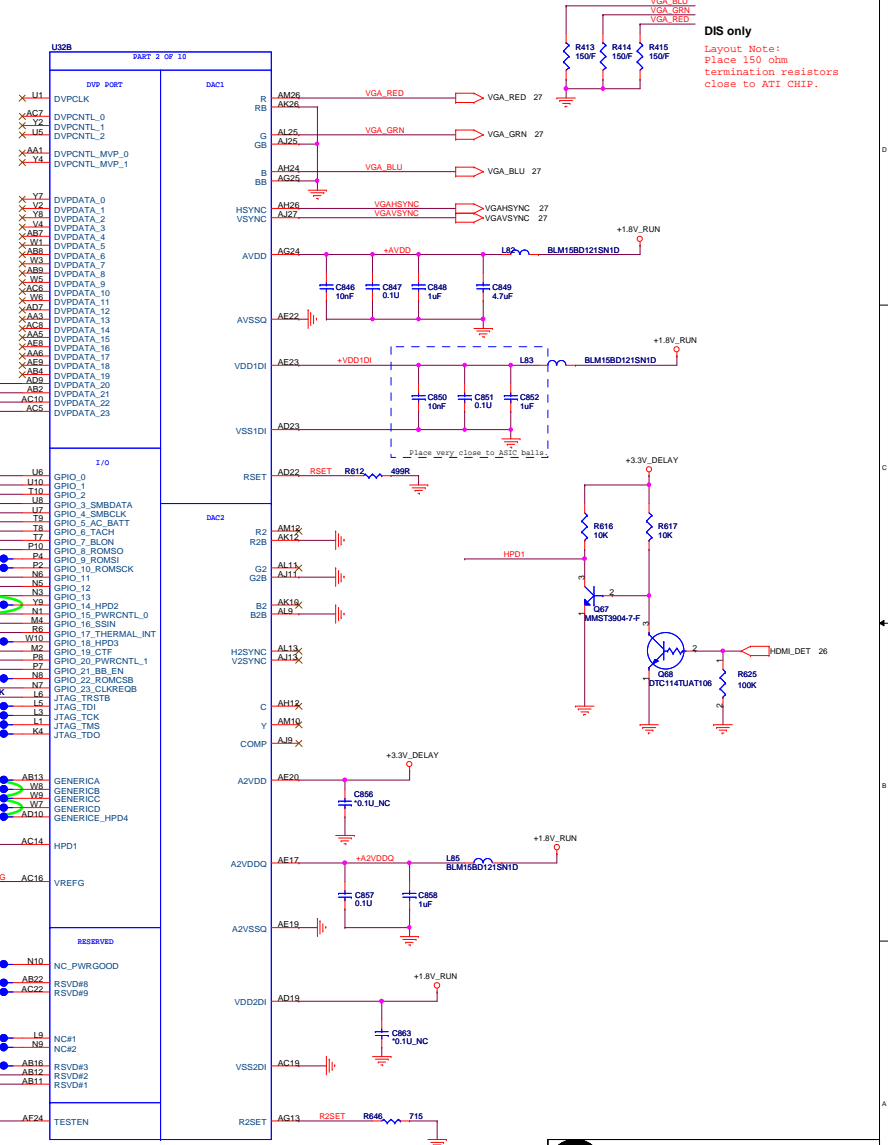 VGA_BLU
VGA_GRN
VGA_RED
DIS only
R413
150/F
R414
150/F
R415
150/F
Layout Note:
Place 150 ohm
termination resistors
close to ATI CHIP.
U32B
PART 2 OF 10
DVP PORT
DAC1
U1 DVPCLK
AC7 DVPCNTL_0
Y2 DVPCNTL_1
U5 DVPCNTL_2
AA1 DVPCNTL_MVP_0
Y4 DVPCNTL_MVP_1
Y7 DVPDATA_0
V2 DVPDATA_1
Y8 DVPDATA_2
V4 DVPDATA_3
AB7 DVPDATA_4
W1 DVPDATA_5
AB8 DVPDATA_6
W3 DVPDATA_7
AB9 DVPDATA_8
W5 DVPDATA_9
AC6 DVPDATA_10
W6 DVPDATA_11
AD7 DVPDATA_12
AA3 DVPDATA_13
AC8 DVPDATA_14
AA5 DVPDATA_15
AE8 DVPDATA_16
AA6 DVPDATA_17
AE9 DVPDATA_18
AB4 DVPDATA_19
AD9 DVPDATA_20
AB2 DVPDATA_21
AC10 DVPDATA_22
AC5 DVPDATA_23
R AM26 VGA_RED VGA_RED 27
RB AK26
G AL25 VGA_GRN VGA_GRN 27
GB AJ25
B AH24 VGA_BLU VGA_BLU 27
BB AG25
HSYNC AH26 VGAHSYNC VGAHSYNC 27
VSYNC AJ27 VGAVSYNC VGAVSYNC 27
+1.8V_RUN
AVDD AG24 +AVDD L82 BLM15BD121SN1D
C846
10nF
C847
0.1U
C848
1uF
C849
4.7uF
AVSSQ AE22
+1.8V_RUN
VDD1DI AE23 +VDD1DI L83 BLM15BD121SN1D
C850
10nF
C851
0.1U
C852
1uF
VSS1DI AD23
Place very close to ASIC balls.
RSET AD22 RSET R612 499R
I/O
U6 GPIO_0
U10 GPIO_1
T10 GPIO_2
U8 GPIO_3_SMBDATA
U7 GPIO_4_SMBCLK
T9 GPIO_5_AC_BATT
T8 GPIO_6_TACH
T7 GPIO_7_BLON
P10 GPIO_8_ROMSO
P4 GPIO_9_ROMSI
P2 GPIO_10_ROMSCK
N6 GPIO_11
N5 GPIO_12
N3 GPIO_13
Y9 GPIO_14_HPD2
N1 GPIO_15_PWRCNTL_0
M4 GPIO_16_SSIN
R6 GPIO_17_THERMAL_INT
W10 GPIO_18_HPD3
M2 GPIO_19_CTF
P8 GPIO_20_PWRCNTL_1
P7 GPIO_21_BB_EN
N8 GPIO_22_ROMCSB
N7 GPIO_23_CLKREQB
K
L6 JTAG_TRSTB
L5 JTAG_TDI
L3 JTAG_TCK
L1 JTAG_TMS
K4 JTAG_TDO
DAC2
R2 AM12
R2B AK12
G2 AL11
G2B AJ11
B2 AK10
B2B AL9
H2SYNC AL13
V2SYNC AJ13
C AH12
Y AM10
COMP AJ9
+3.3V_DELAY
R616
10K
R617
10K
HPD1
3
2
1
Q67
MMST3904-7-F
3
2
1
Q68
DTC114TUAT106
HDMI_DET 26
1
R625
100K
2
AB13 GENERICA
W8 GENERICB
W9 GENERICC
W7 GENERICD
AD10 GENERICE_HPD4
AC14 HPD1
G AC16 VREFG
+3.3V_DELAY
A2VDD AE20
C856
*0.1U_NC
+1.8V_RUN
A2VDDQ AE17 +A2VDDQ L85
BLM15BD121SN1D
C857
0.1U
C858
1uF
A2VSSQ AE19
RESERVED
N10 NC_PWRGOOD
AB22 RSVD#8
AC22 RSVD#9
L9 NC#1
N9 NC#2
AB16 RSVD#3
AB12 RSVD#2
AB11 RSVD#1
AF24 TESTEN
+1.8V_RUN
VDD2DI AD19
C863
*0.1U_NC
VSS2DI AC19
R2SET AG13 R2SET R646 715
D
C
B
A